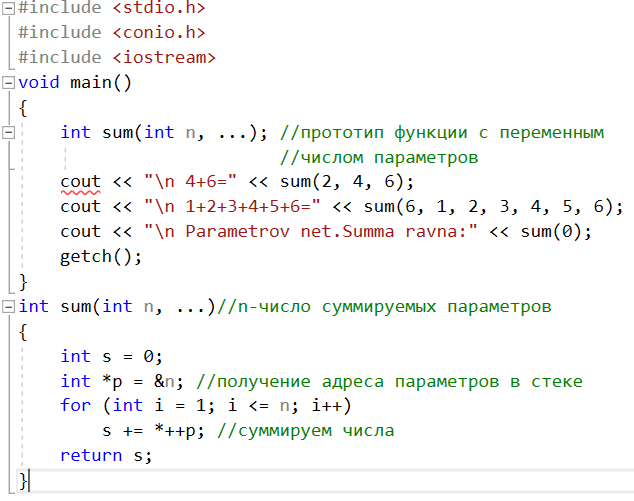 #include <stdio.h>
#include <conio.h>
#include <iostream>
void main()
{
    int sum(int n, ...); //прототип функции с переменным
                         //числом параметров
    cout << "\n 4+6=" << sum(2, 4, 6);
    cout << "\n 1+2+3+4+5+6=" << sum(6, 1, 2, 3, 4, 5, 6);
    cout << "\n Parametrov net.Summa ravna:" << sum(0);
    getch();
}
int sum(int n, ...)//n-число суммируемых параметров
{
    int s = 0;
    int *p = &n; //получение адреса параметров в стеке
    for (int i = 1; i <= n; i++)
        s += *++p; //суммируем числа
    return s;
}